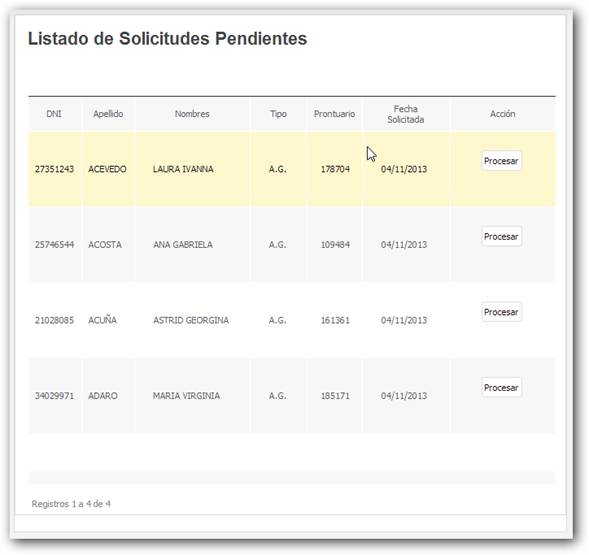 Listado de Solicitudes Pendientes
DNI Apellido Nombres Tipo Prontuario Fecha Solicitada Acción
27351243 ACEVEDO LAURA IVANNA A.G. 178704 04/11/2013 Procesar
25746544 ACOSTA ANA GABRIELA A.G. 109484 04/11/2013 Procesar
21028085 ACUÑA ASTRID GEORGINA A.G. 161361 04/11/2013 Procesar
34029971 ADARO MARIA VIRGINIA A.G. 185171 04/11/2013 Procesar
Registros 1 a 4 de 4